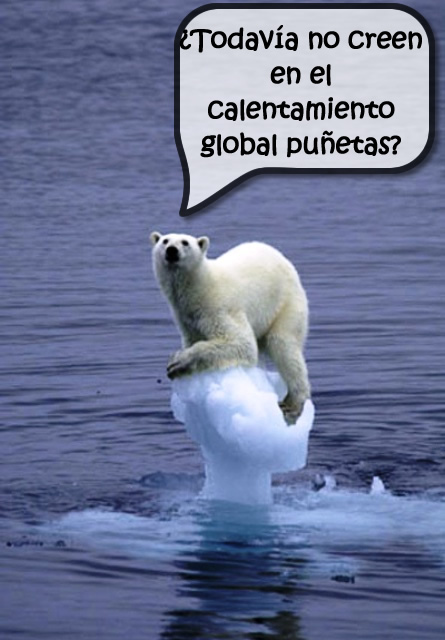 ¿Todavía no creen
en el
calentamiento
global puñetas?